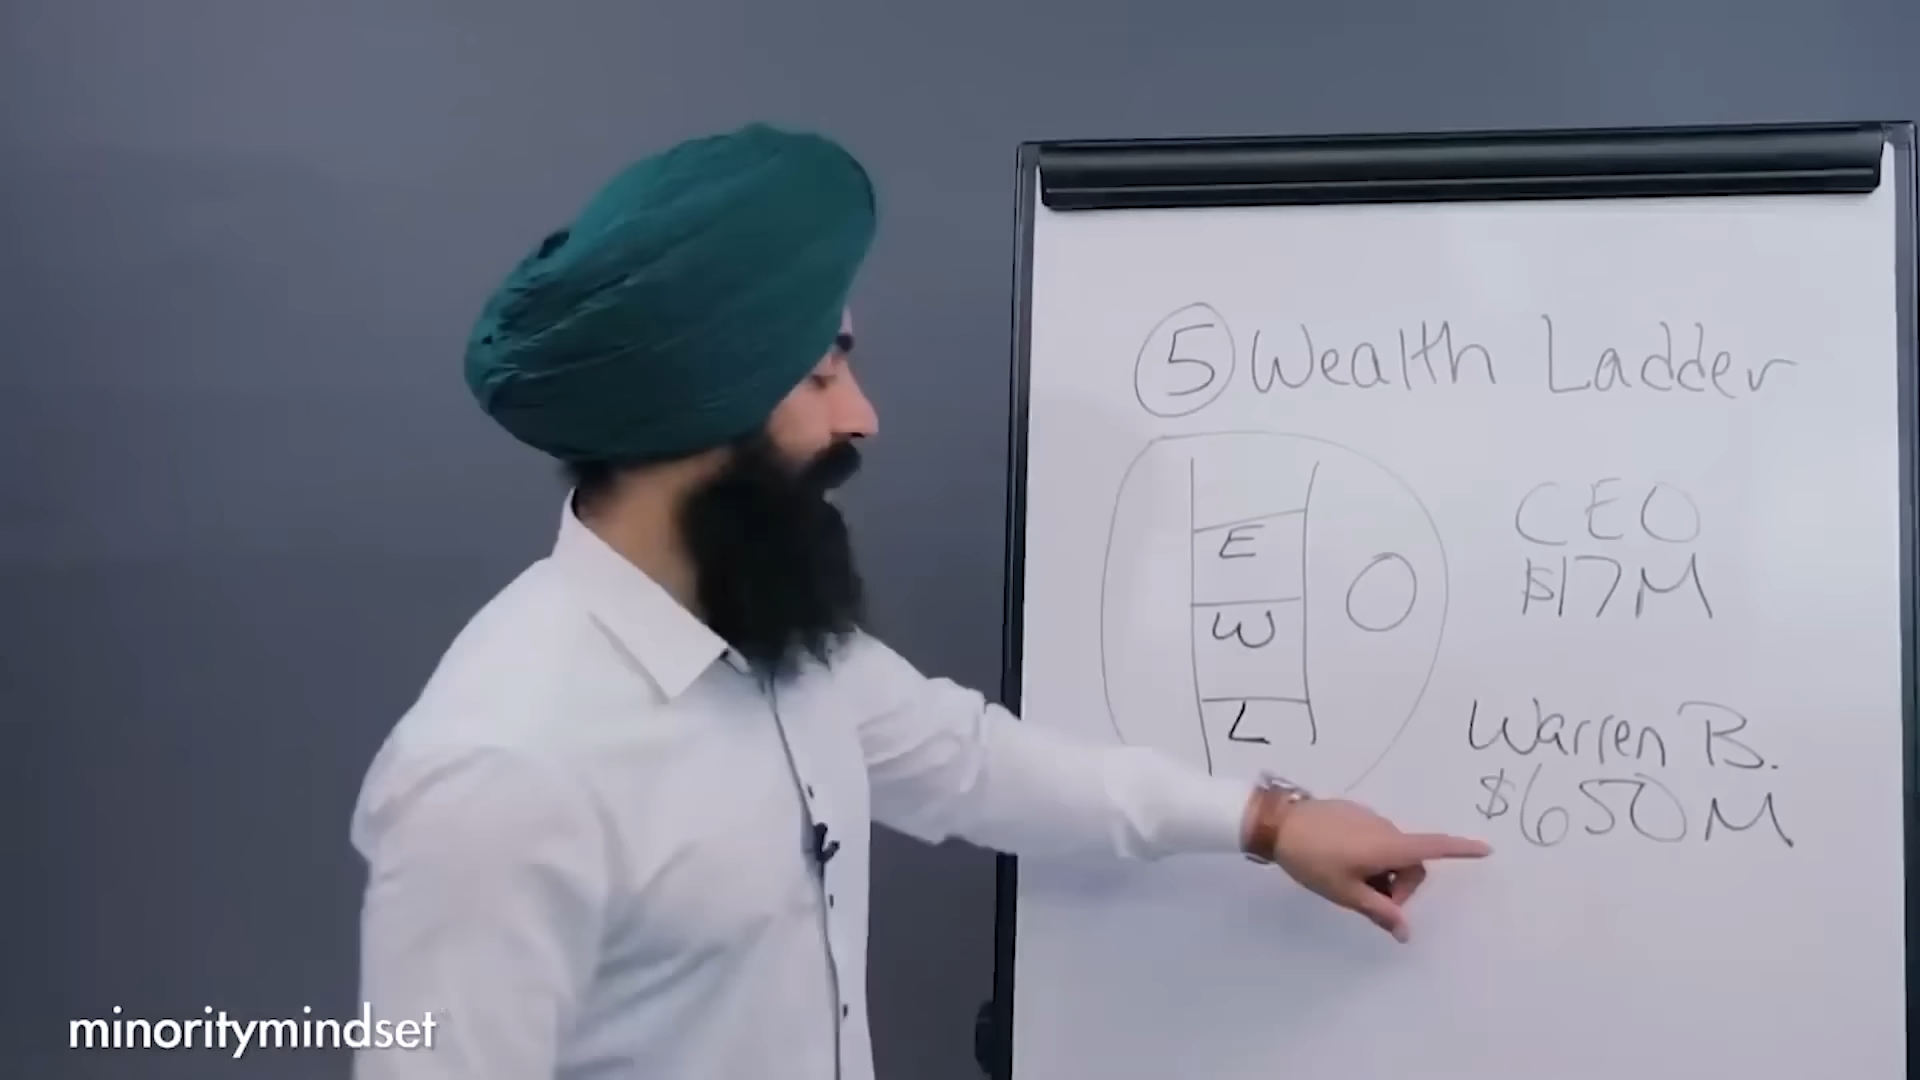 ⑤ Wealth Ladder
E
W
L
O
CEO
$17M
Warren B.
$650M
minoritymindset